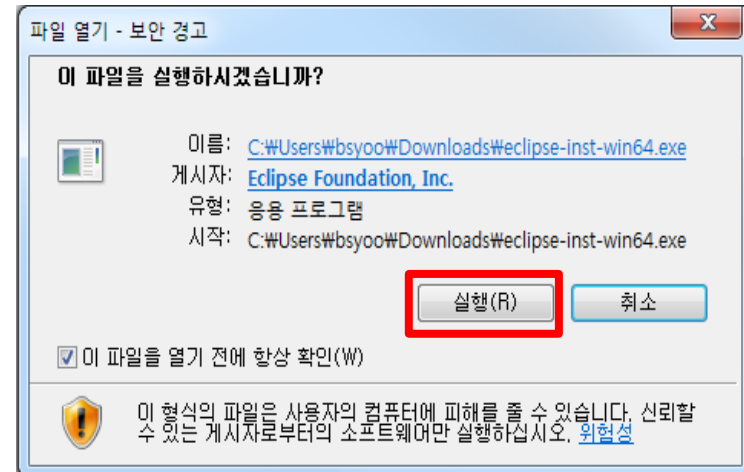 파일 열기 - 보안 경고
이 파일을 실행하시겠습니까?
이름: C:₩Users₩bsyoo₩Downloads₩eclipse-inst-win64.exe
게시자: Eclipse Foundation, Inc.
유형: 응용 프로그램
시작: C:₩Users₩bsyoo₩Downloads₩eclipse-inst-win64.exe
실행(R) 취소
이 파일을 열기 전에 항상 확인(W)
이 형식의 파일은 사용자의 컴퓨터에 피해를 줄 수 있습니다. 신뢰할
수 있는 게시자로부터의 소프트웨어만 실행하십시오. 위험성